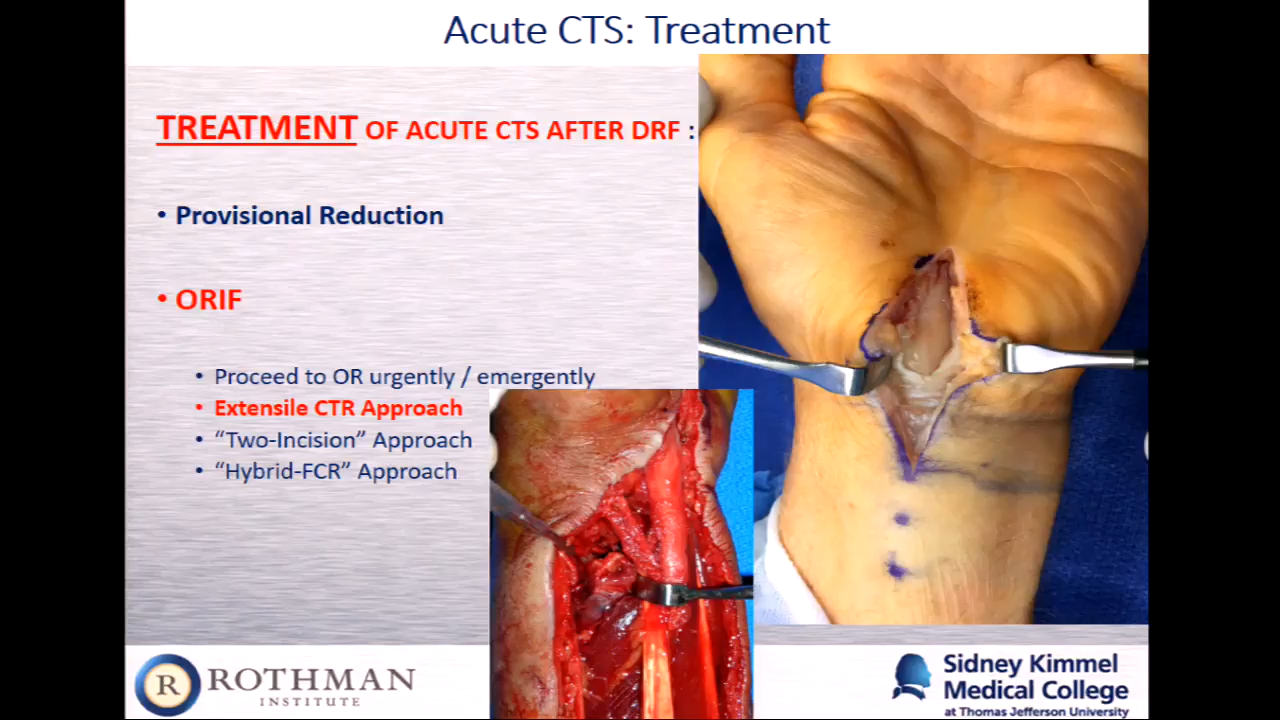 Acute CTS: Treatment
TREATMENT OF ACUTE CTS AFTER DRF :
• Provisional Reduction
• ORIF
• Proceed to OR urgently / emergently
• Extensile CTR Approach
• “Two-Incision” Approach
• “Hybrid-FCR” Approach
R ROTHMAN
INSTITUTE
Sidney Kimmel
Medical College
at Thomas Jefferson University